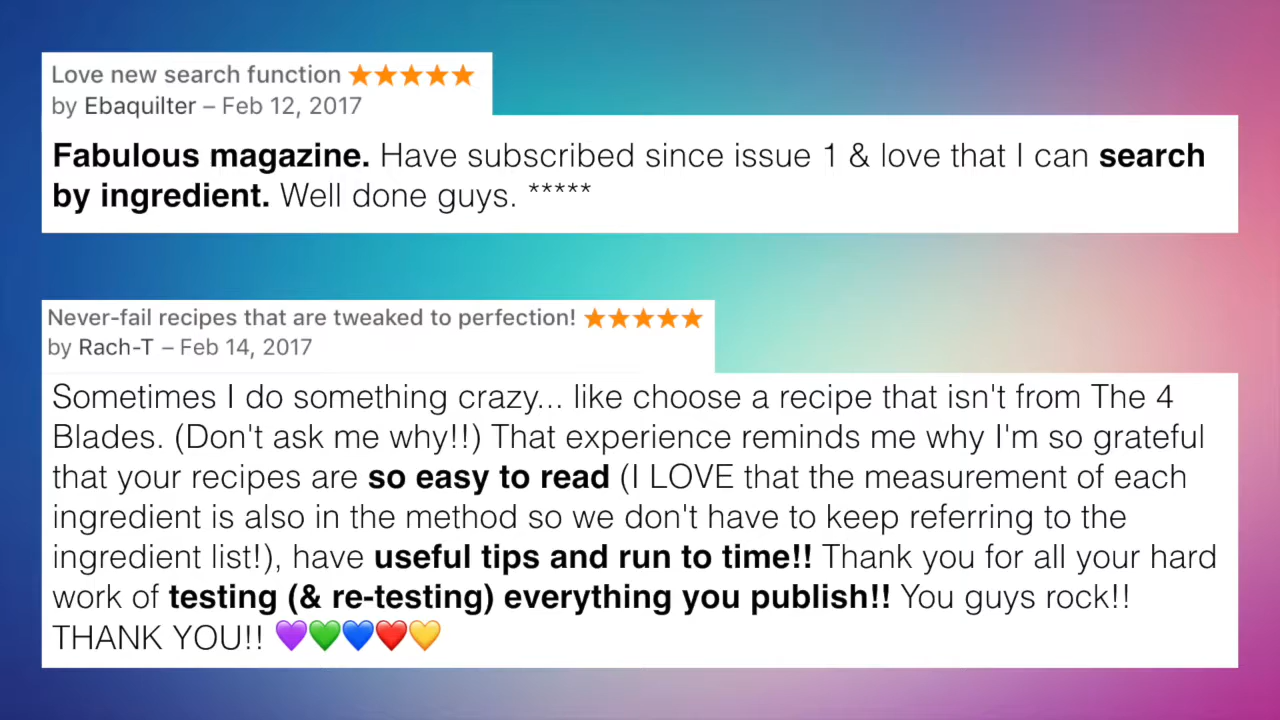 Love new search function ★★★★★
by Ebaquilter – Feb 12, 2017
Fabulous magazine. Have subscribed since issue 1 & love that I can search
by ingredient. Well done guys. *****
Never-fail recipes that are tweaked to perfection! ★★★★★
by Rach-T – Feb 14, 2017
Sometimes I do something crazy... like choose a recipe that isn't from The 4
Blades. (Don't ask me why!!) That experience reminds me why I'm so grateful
that your recipes are so easy to read (I LOVE that the measurement of each
ingredient is also in the method so we don't have to keep referring to the
ingredient list!), have useful tips and run to time!! Thank you for all your hard
work of testing (& re-testing) everything you publish!! You guys rock!!
THANK YOU!! 💜💚💙❤️💛